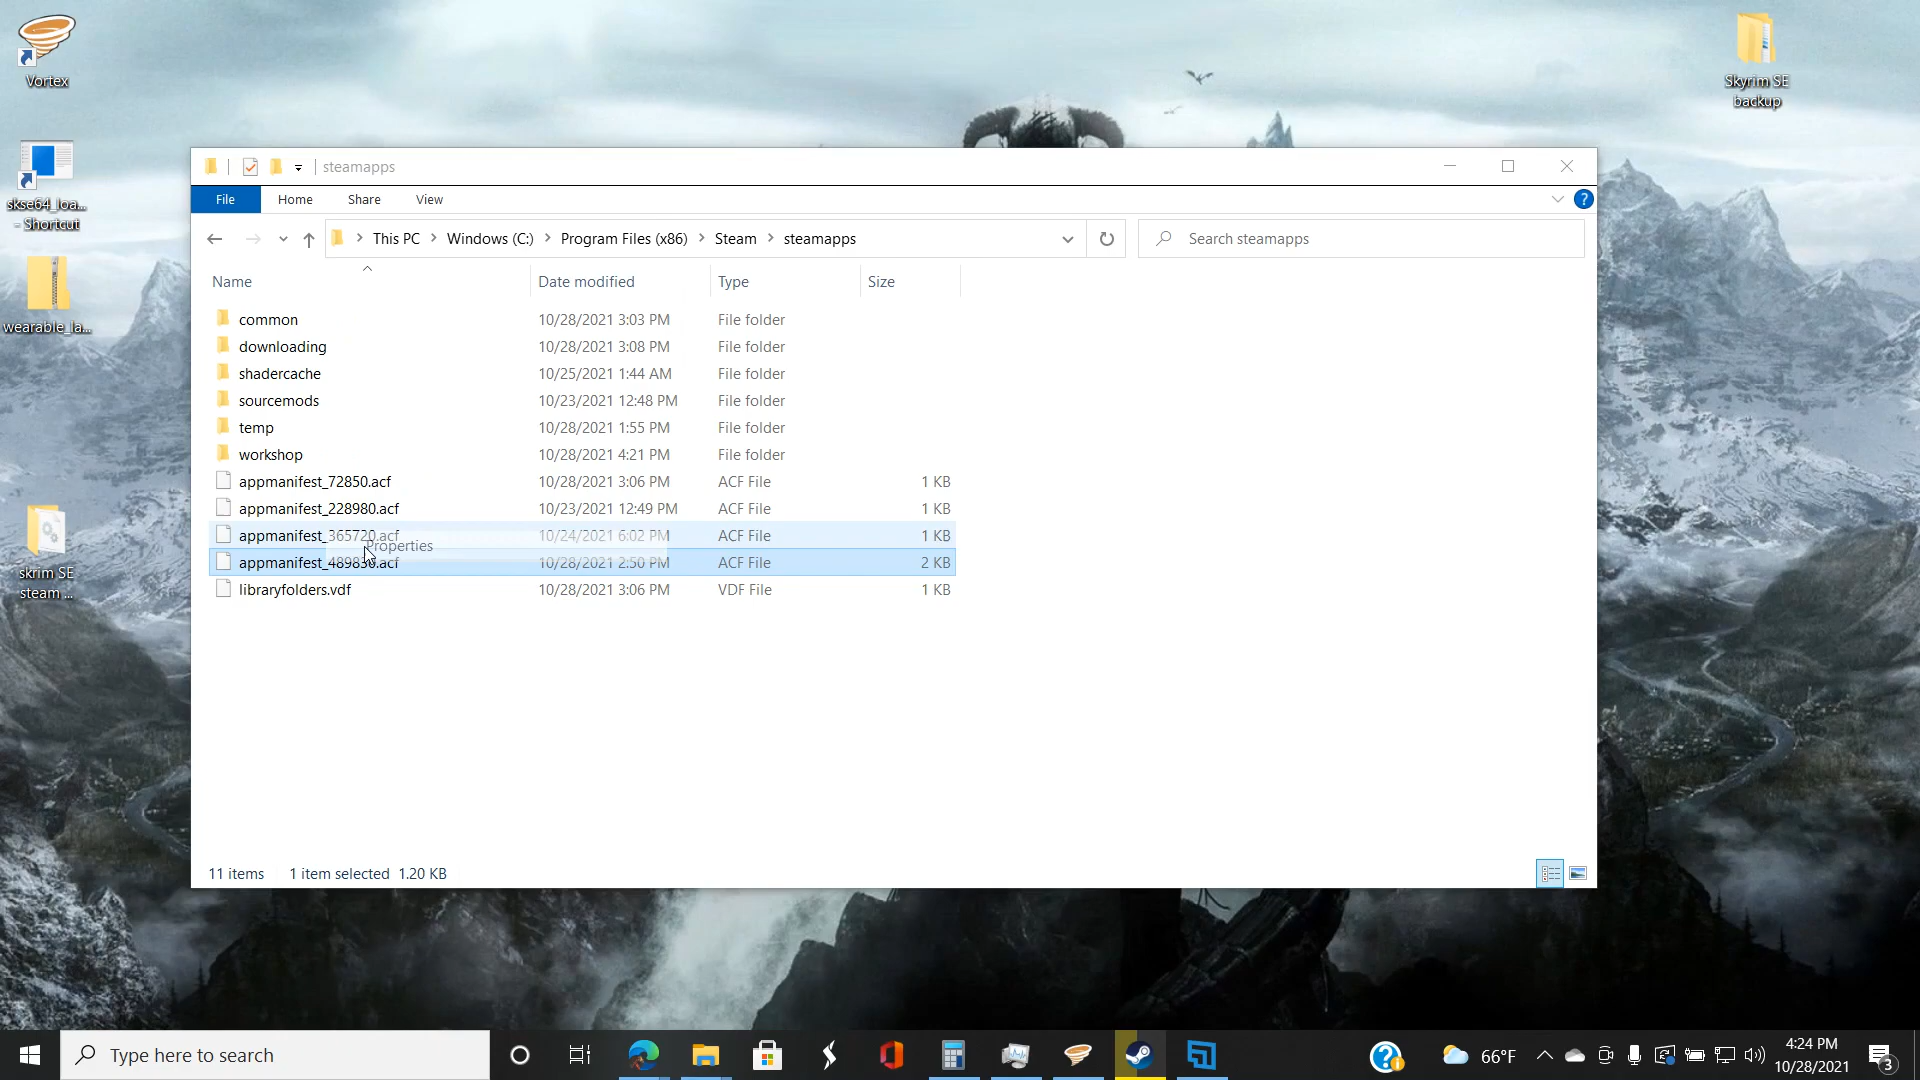 Vortex
Skyrim SE
backup
skse64_loa...
- Shortcut
wearable_la...
skrim SE
steam ...
steamapps
File
Home
Share
View
?
This PC
Windows (C:)
Program Files (x86)
Steam
steamapps
Search steamapps
Name
Date modified
Type
Size
common 10/28/2021 3:03 PM File folder
downloading 10/28/2021 3:08 PM File folder
shadercache 10/25/2021 1:44 AM File folder
sourcemods 10/23/2021 12:48 PM File folder
temp 10/28/2021 1:55 PM File folder
workshop 10/28/2021 4:21 PM File folder
appmanifest_72850.acf 10/28/2021 3:06 PM ACF File 1 KB
appmanifest_228980.acf 10/23/2021 12:49 PM ACF File 1 KB
appmanifest_365720.acf 10/24/2021 6:02 PM ACF File 1 KB
Properties
appmanifest_489830.acf 10/28/2021 2:50 PM ACF File 2 KB
libraryfolders.vdf 10/28/2021 3:06 PM VDF File 1 KB
11 items
1 item selected 1.20 KB
Type here to search
66°F
4:24 PM
10/28/2021
3